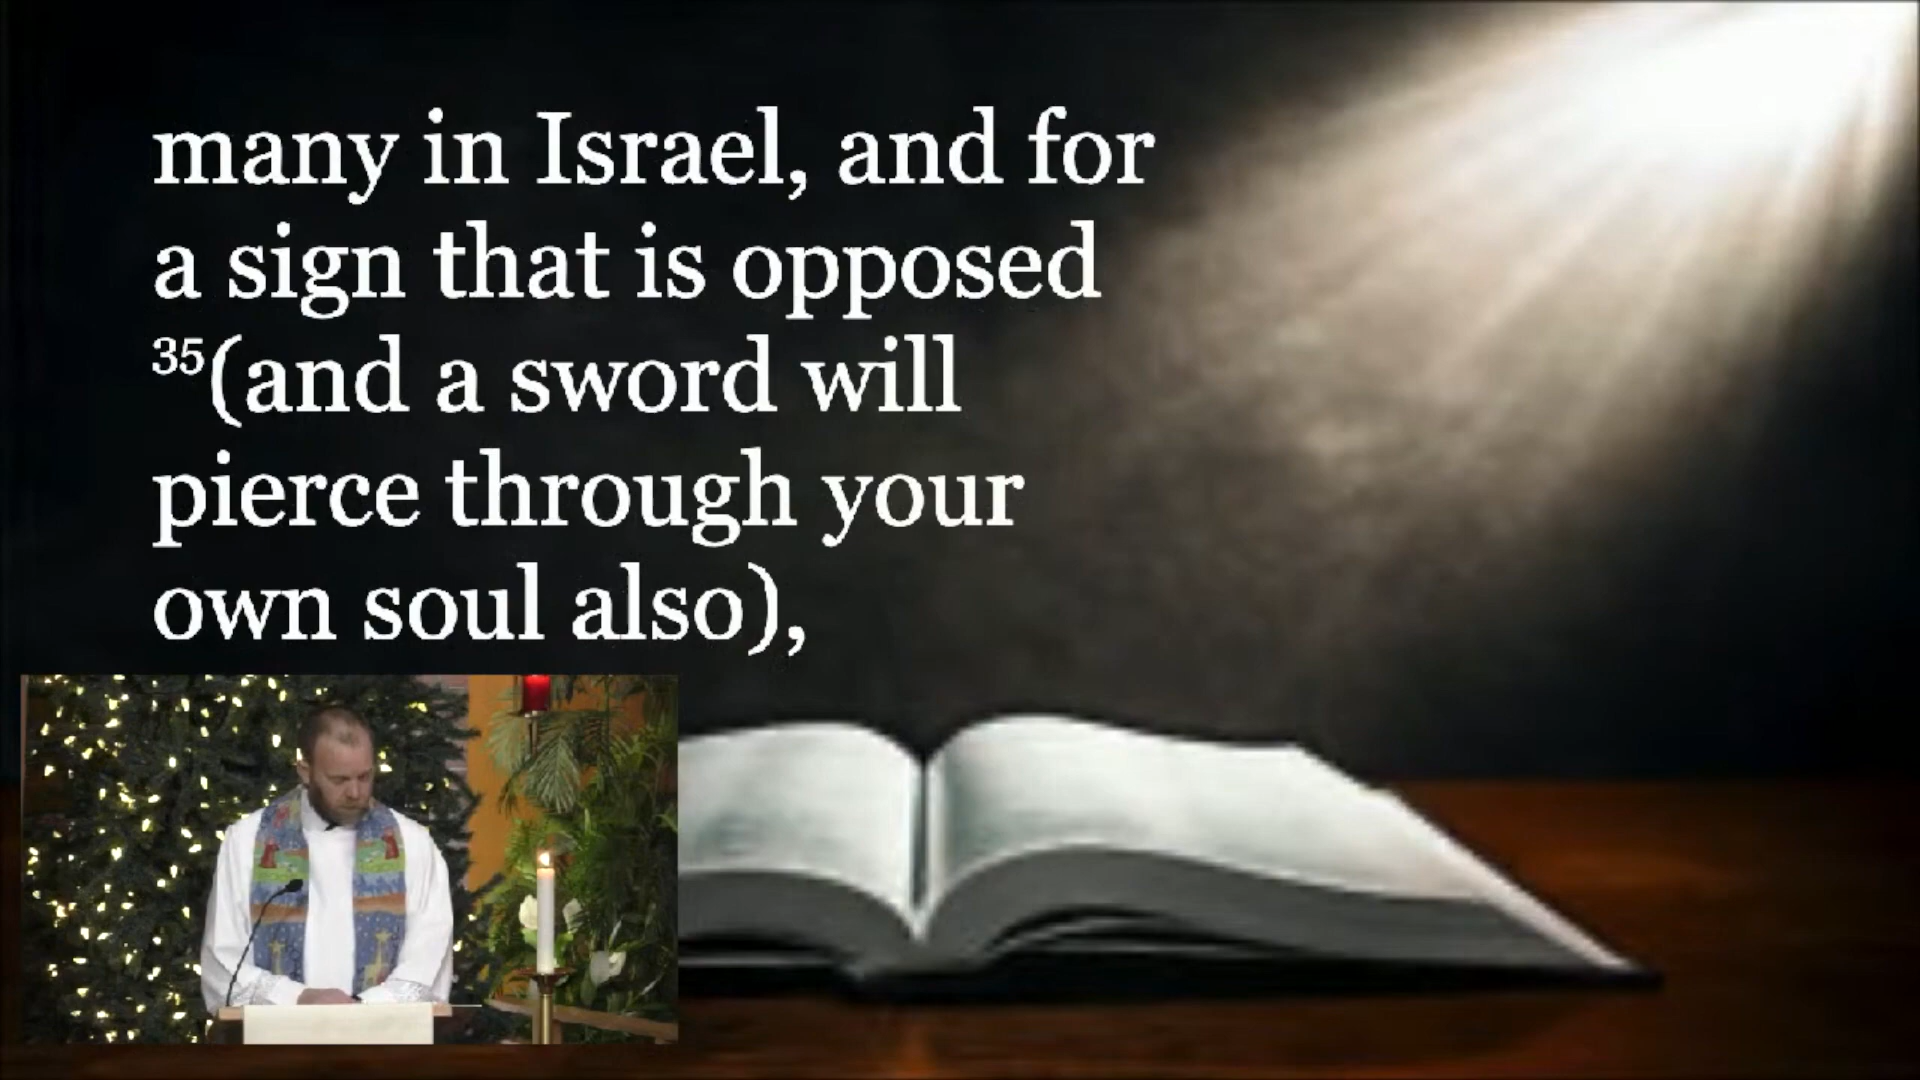 many in Israel, and for
a sign that is opposed
35(and a sword will
pierce through your
own soul also),